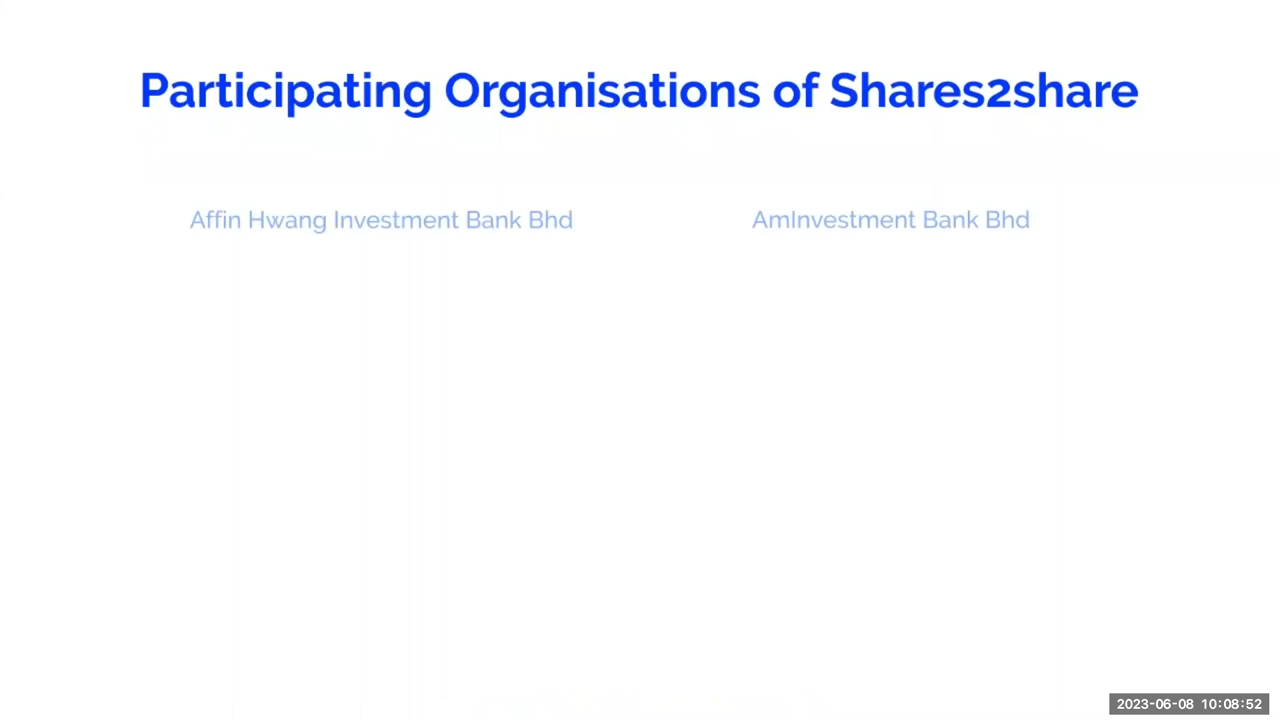 Participating Organisations of Shares2share
Affin Hwang Investment Bank Bhd
AmInvestment Bank Bhd
2023-06-08 10:08:52